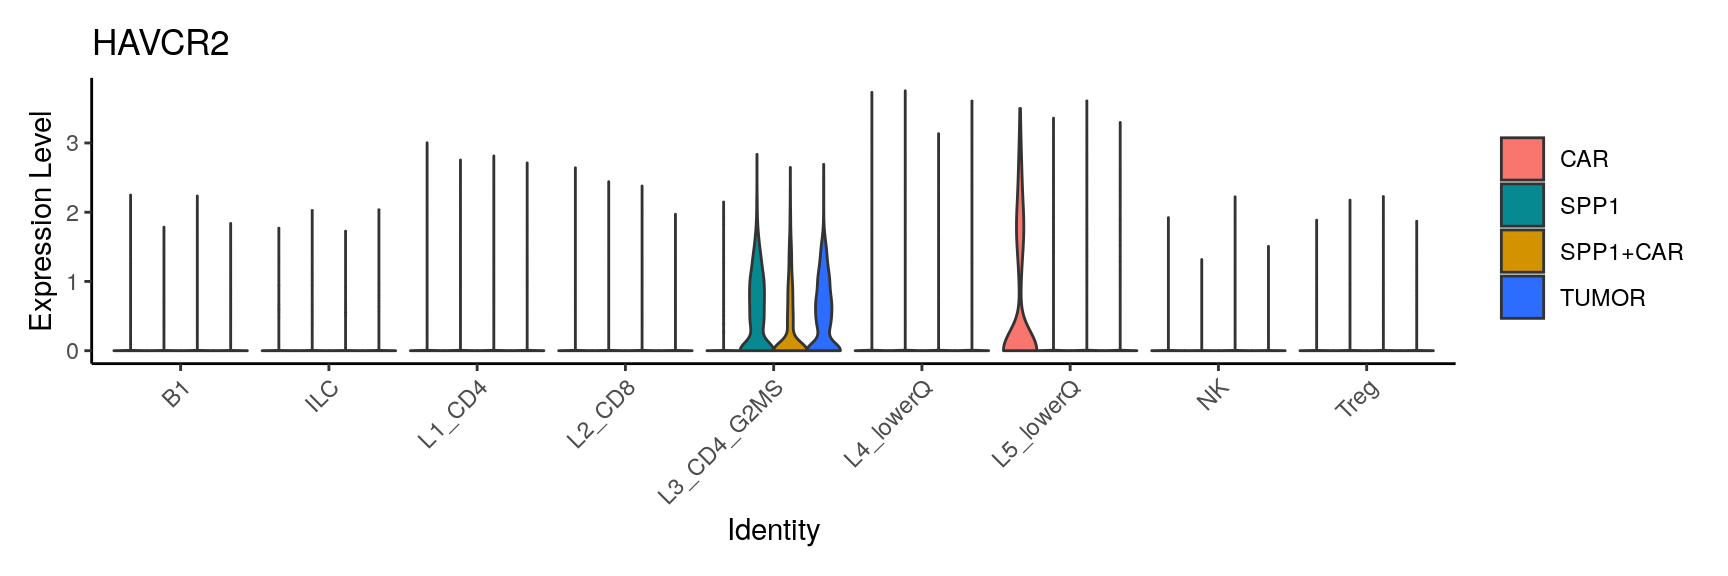 HAVCR2
Expression Level
3
2
1
0
B1
ILC
L1_CD4
L2_CD8
L3_CD4_G2MS
L4_lowerQ
L5_lowerQ
NK
Treg
Identity
CAR
SPP1
SPP1+CAR
TUMOR